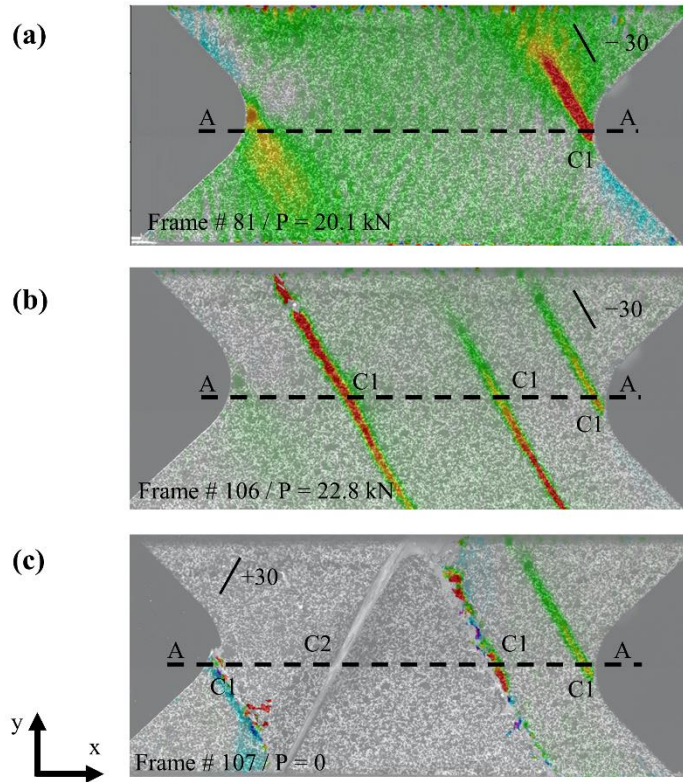 (a)
− 30
A A
C1
Frame # 81 / P = 20.1 kN
(b)
−30
C1 C1
A A
C1
Frame # 106 / P = 22.8 kN
(c)
+30
C2 C1
A A
C1 C1
y
x
Frame # 107 / P = 0